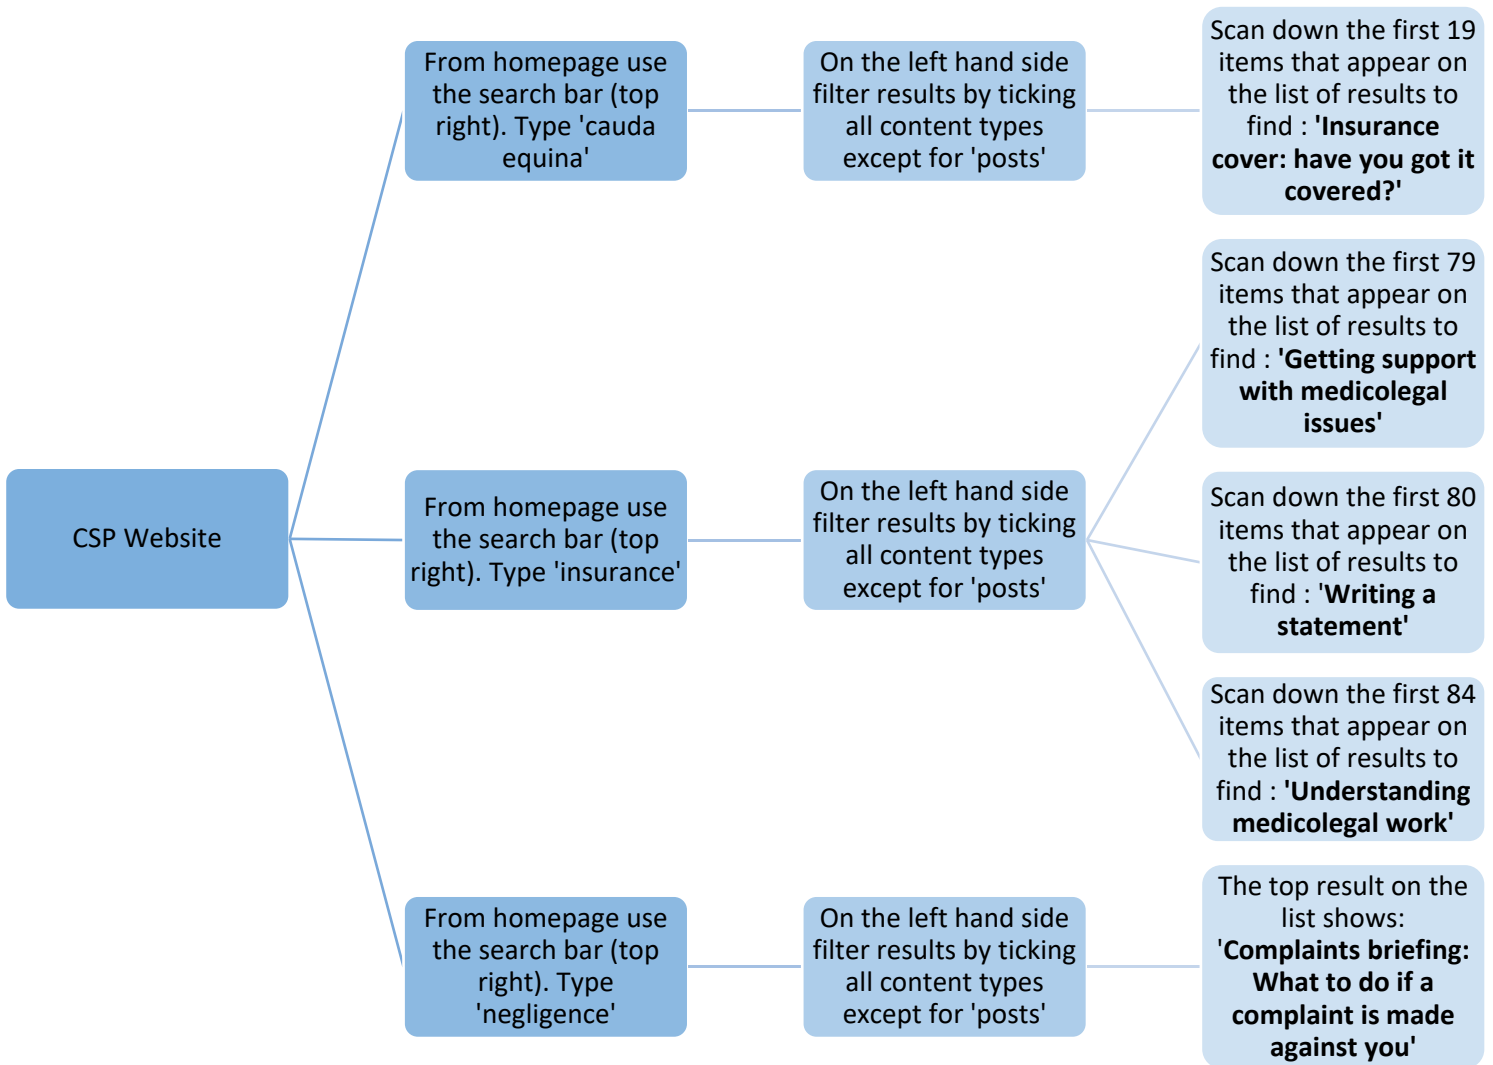 CSP Website
From homepage use
the search bar (top
right). Type 'cauda
equina'
On the left hand side
filter results by ticking
all content types
except for 'posts'
Scan down the first 19
items that appear on
the list of results to
find : 'Insurance
cover: have you got it
covered?'
From homepage use
the search bar (top
right). Type 'insurance'
On the left hand side
filter results by ticking
all content types
except for 'posts'
Scan down the first 79
items that appear on
the list of results to
find : 'Getting support
with medicolegal
issues'
Scan down the first 80
items that appear on
the list of results to
find : 'Writing a
statement'
Scan down the first 84
items that appear on
the list of results to
find : 'Understanding
medicolegal work'
From homepage use
the search bar (top
right). Type
'negligence'
On the left hand side
filter results by ticking
all content types
except for 'posts'
The top result on the
list shows:
'Complaints briefing:
What to do if a
complaint is made
against you'